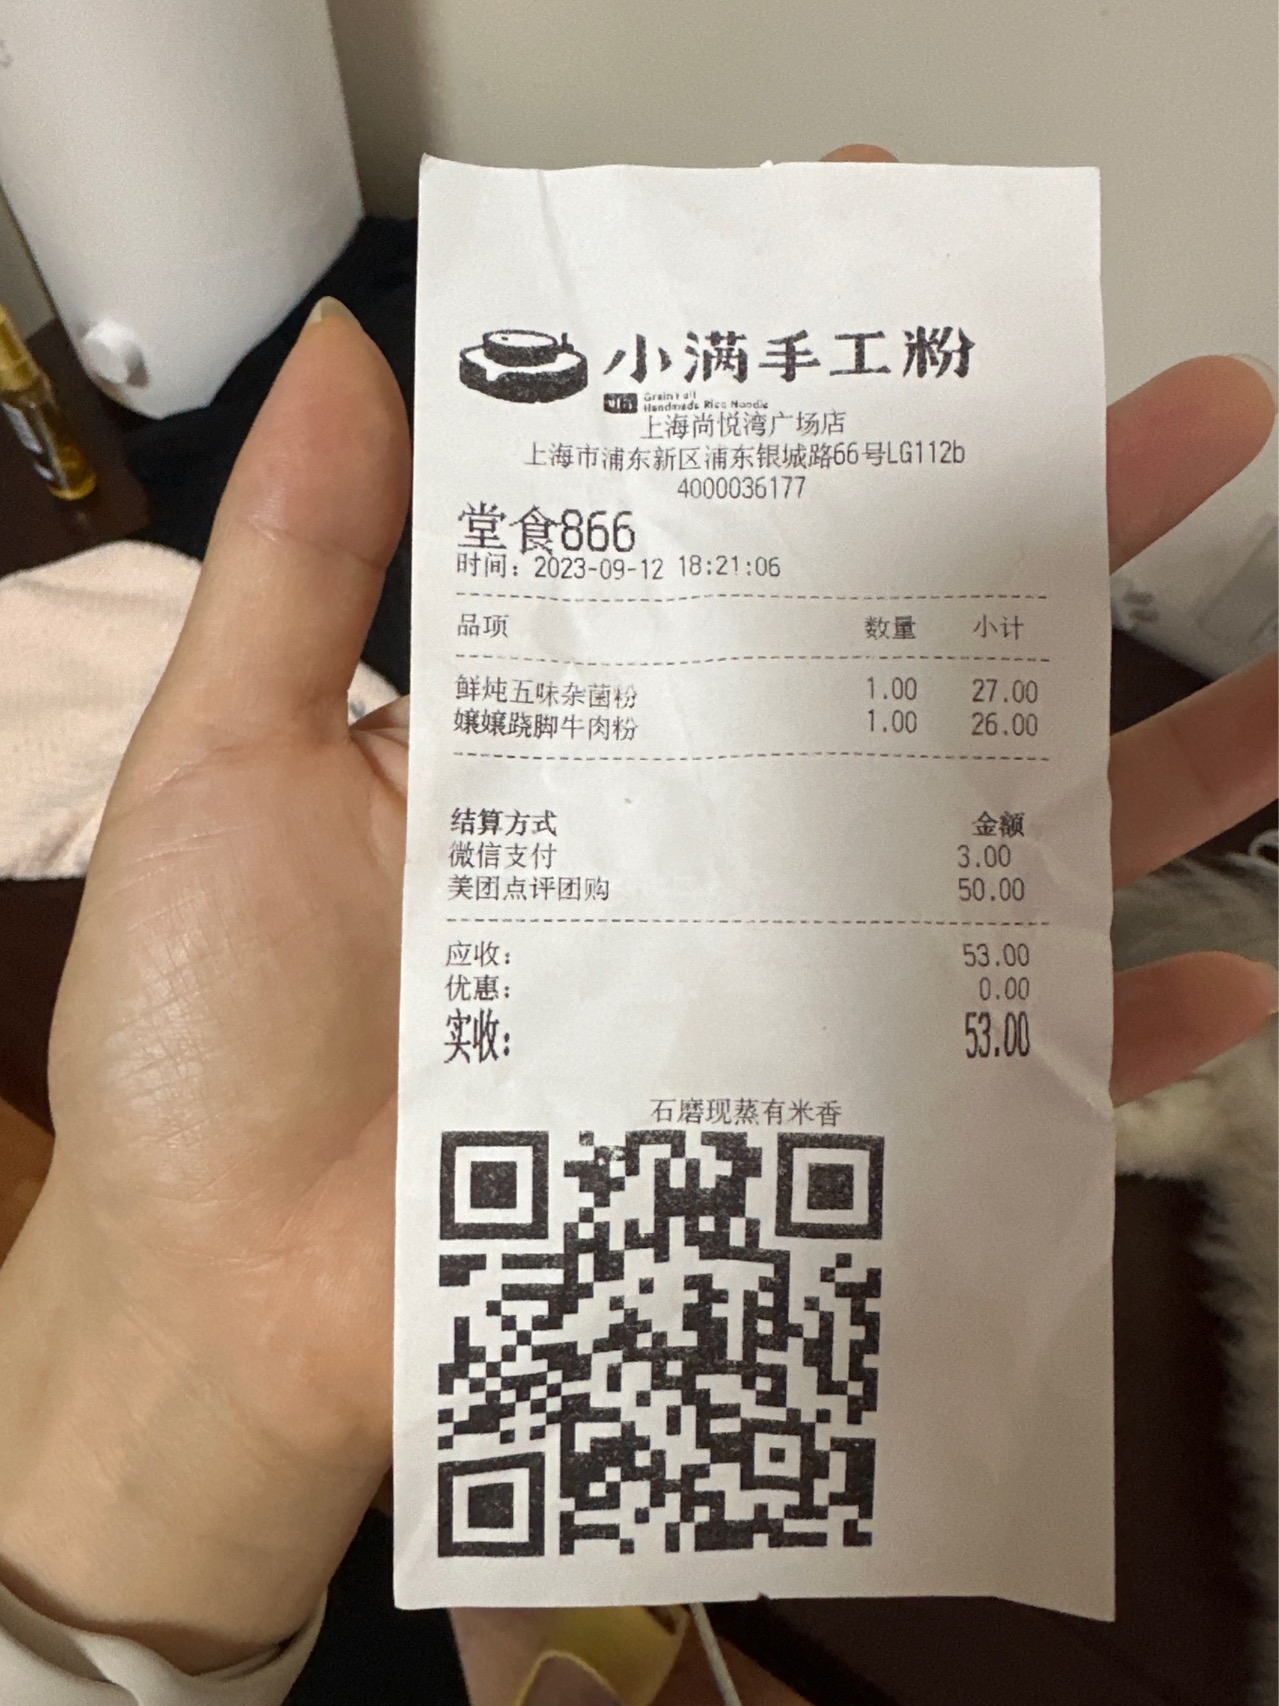 小满手工粉
Grain Full
Handmade Rice Noodle
上海尚悦湾广场店
上海市浦东新区浦东银城路66号LG112b
4000036177
堂食866
时间：2023-09-12 18:21:06
品项 数量 小计
鲜炖五味杂菌粉 1.00 27.00
嬢嬢跷脚牛肉粉 1.00 26.00
结算方式 金额
微信支付 3.00
美团点评团购 50.00
应收： 53.00
优惠： 0.00
实收： 53.00
石磨现蒸有米香